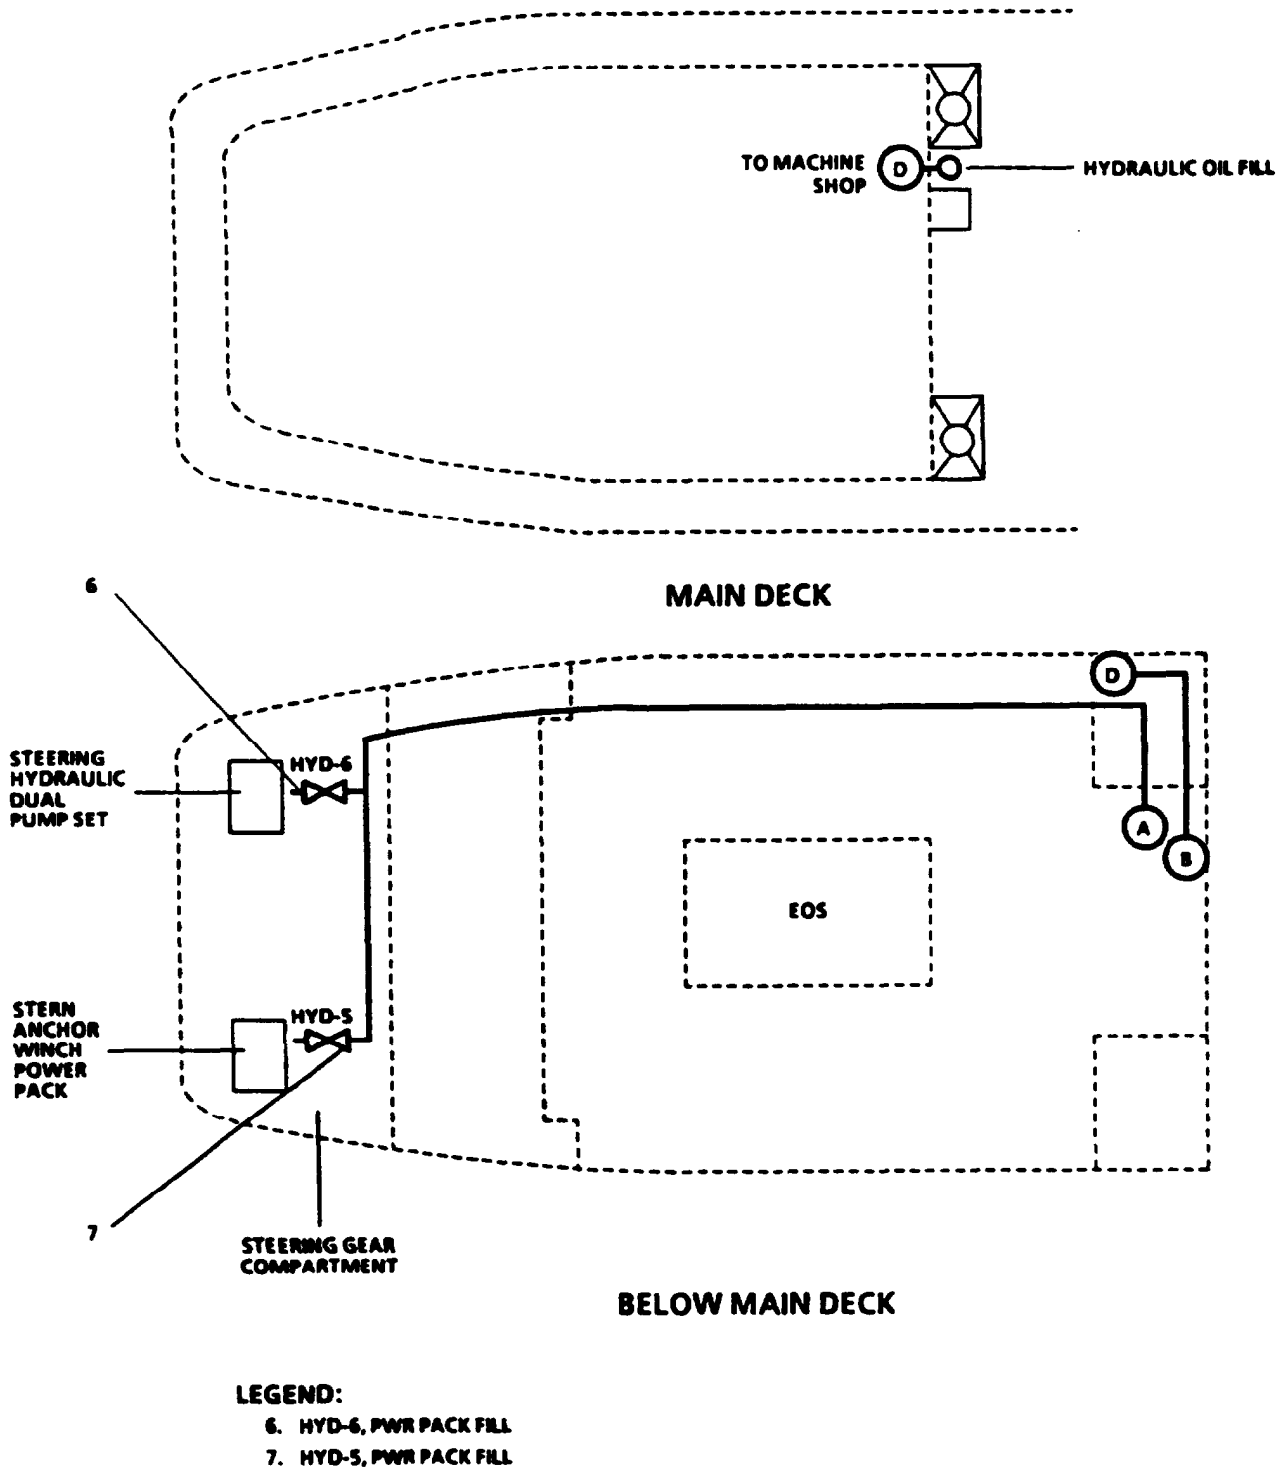 TO MACHINE
SHOP
D
HYDRAULIC OIL FILL
MAIN DECK
6
D
STEERING
HYDRAULIC
DUAL
PUMP SET
HYD-6
A
B
EOS
STERN
ANCHOR
WINCH
POWER
PACK
HYD-5
7
STEERING GEAR
COMPARTMENT
BELOW MAIN DECK
LEGEND:
6. HYD-6, PWR PACK FILL
7. HYD-5, PWR PACK FILL